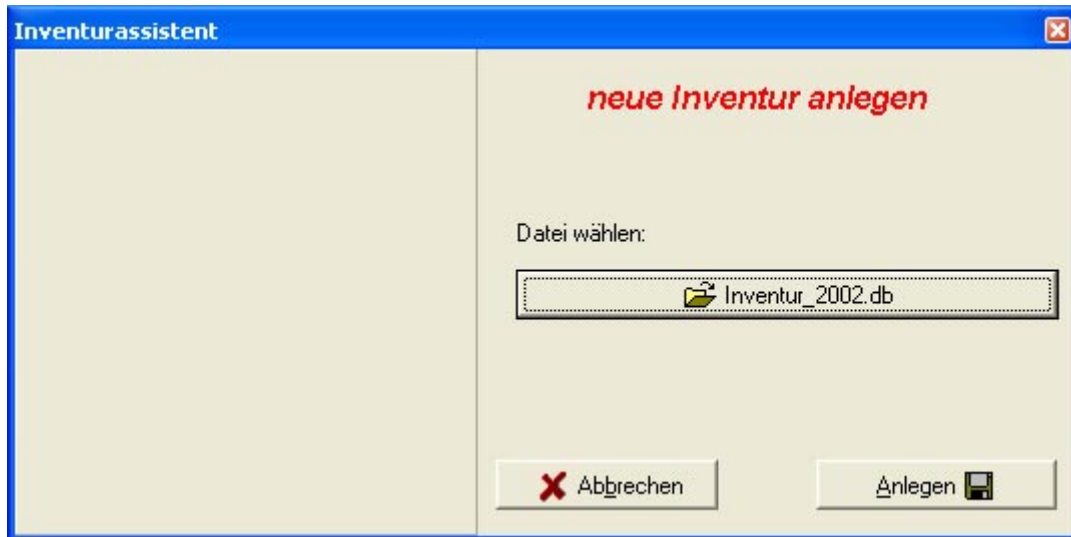 Inventurassistent
neue Inventur anlegen
Datei wählen:
Inventur_2002.db
Abbrechen
Anlegen